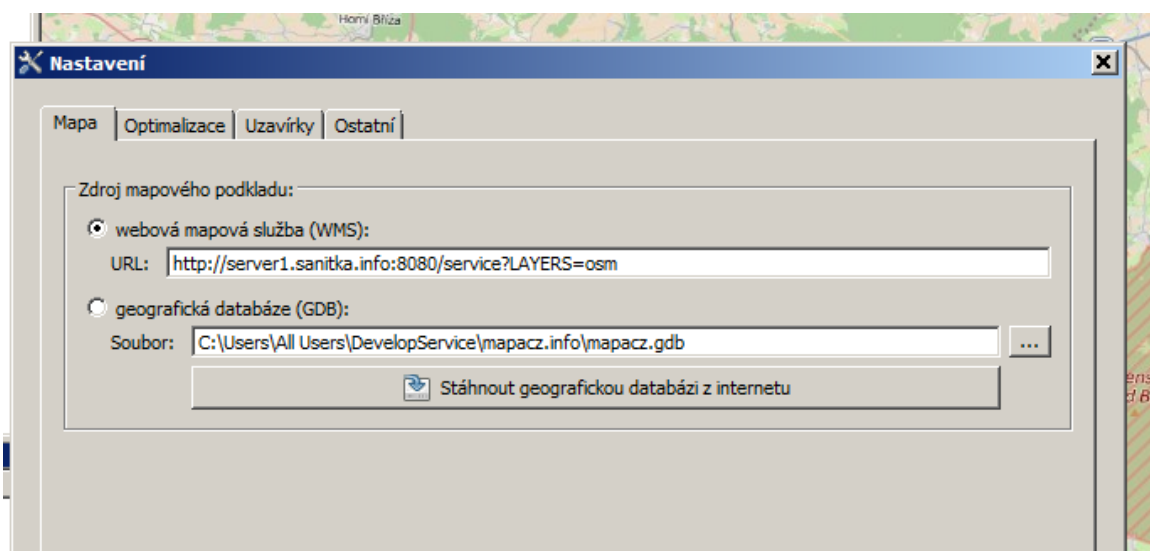 Horní Bříza
Nastavení
Mapa Optimalizace Uzavírky Ostatní
Zdroj mapového podkladu:
webová mapová služba (WMS):
URL: http://server1.sanitka.info:8080/service?LAYERS=osm
geografická databáze (GDB):
Soubor: C:\Users\All Users\DevelopService\mapacz.info\mapacz.gdb ...
Stáhnout geografickou databázi z internetu